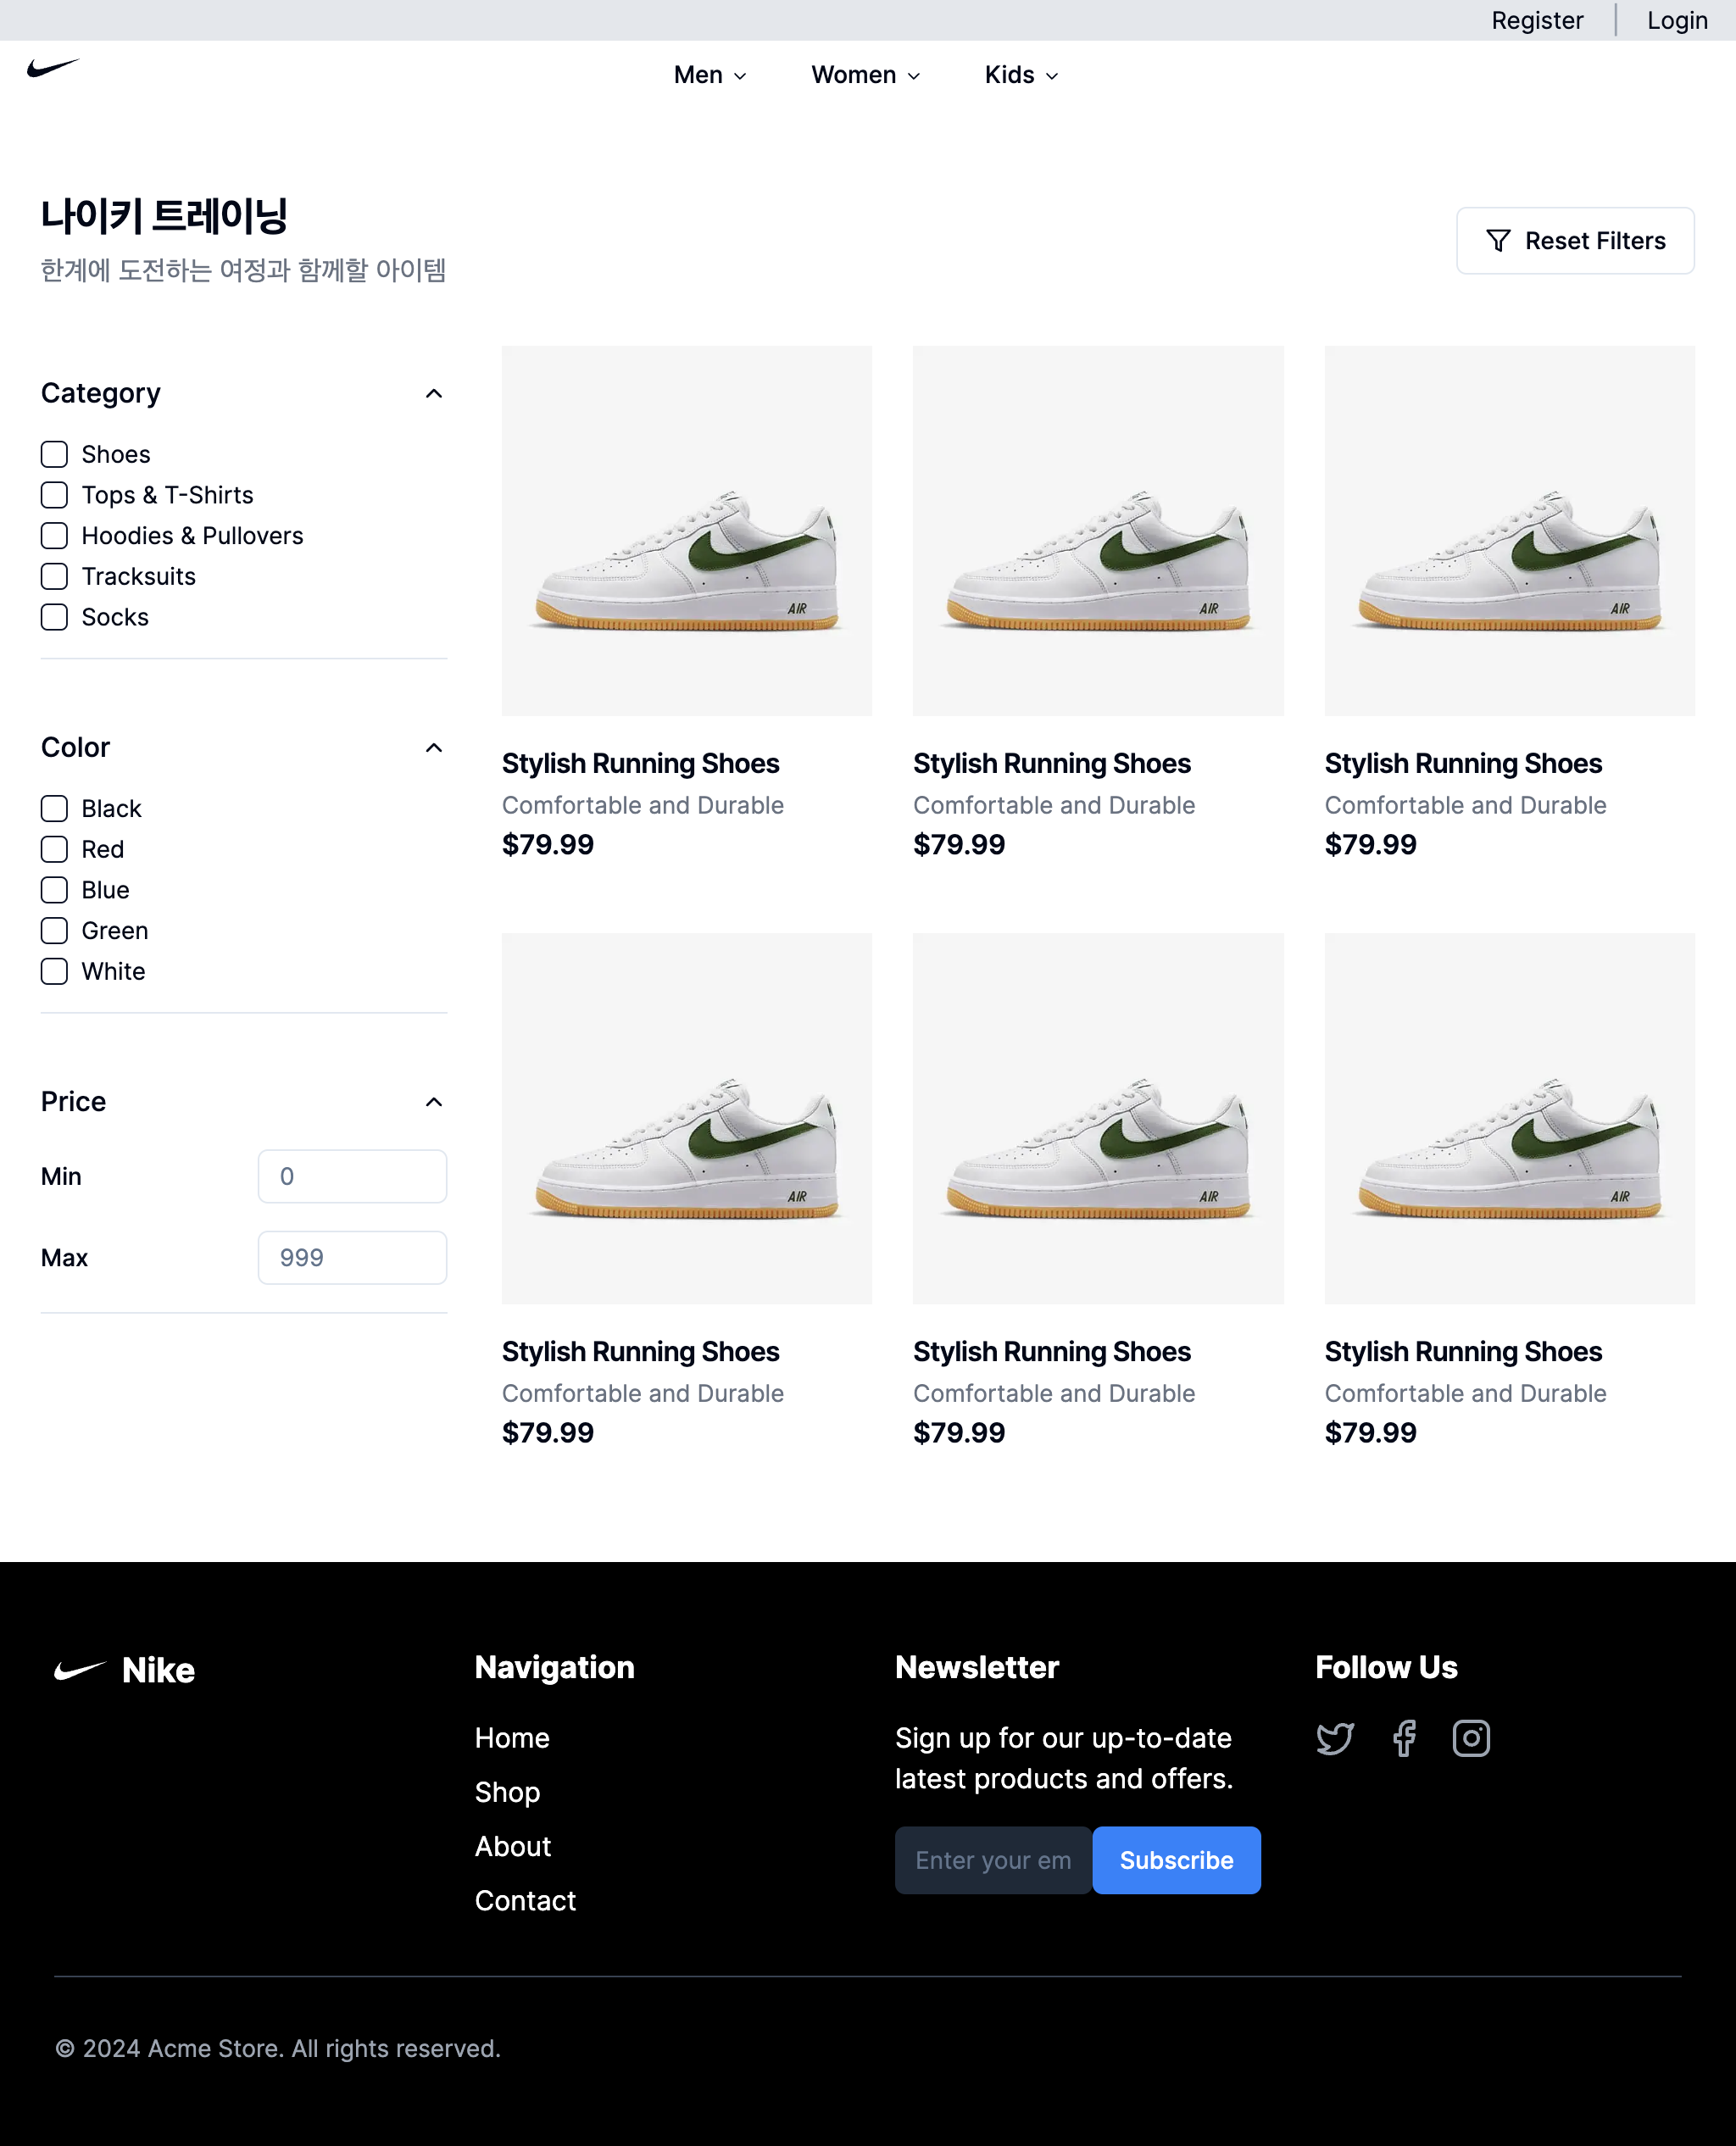 Register
Login
Men
Women
Kids
나이키 트레이닝
한계에 도전하는 여정과 함께할 아이템
Reset Filters
Category
Shoes
Tops & T-Shirts
Hoodies & Pullovers
Tracksuits
Socks
Color
Black
Red
Blue
Green
White
Price
Min
0
Max
999
AIR
Stylish Running Shoes
Comfortable and Durable
$79.99
AIR
Stylish Running Shoes
Comfortable and Durable
$79.99
AIR
Stylish Running Shoes
Comfortable and Durable
$79.99
AIR
Stylish Running Shoes
Comfortable and Durable
$79.99
AIR
Stylish Running Shoes
Comfortable and Durable
$79.99
AIR
Stylish Running Shoes
Comfortable and Durable
$79.99
Nike
Navigation
Home
Shop
About
Contact
Newsletter
Sign up for our up-to-date
latest products and offers.
Enter your em
Subscribe
Follow Us
© 2024 Acme Store. All rights reserved.